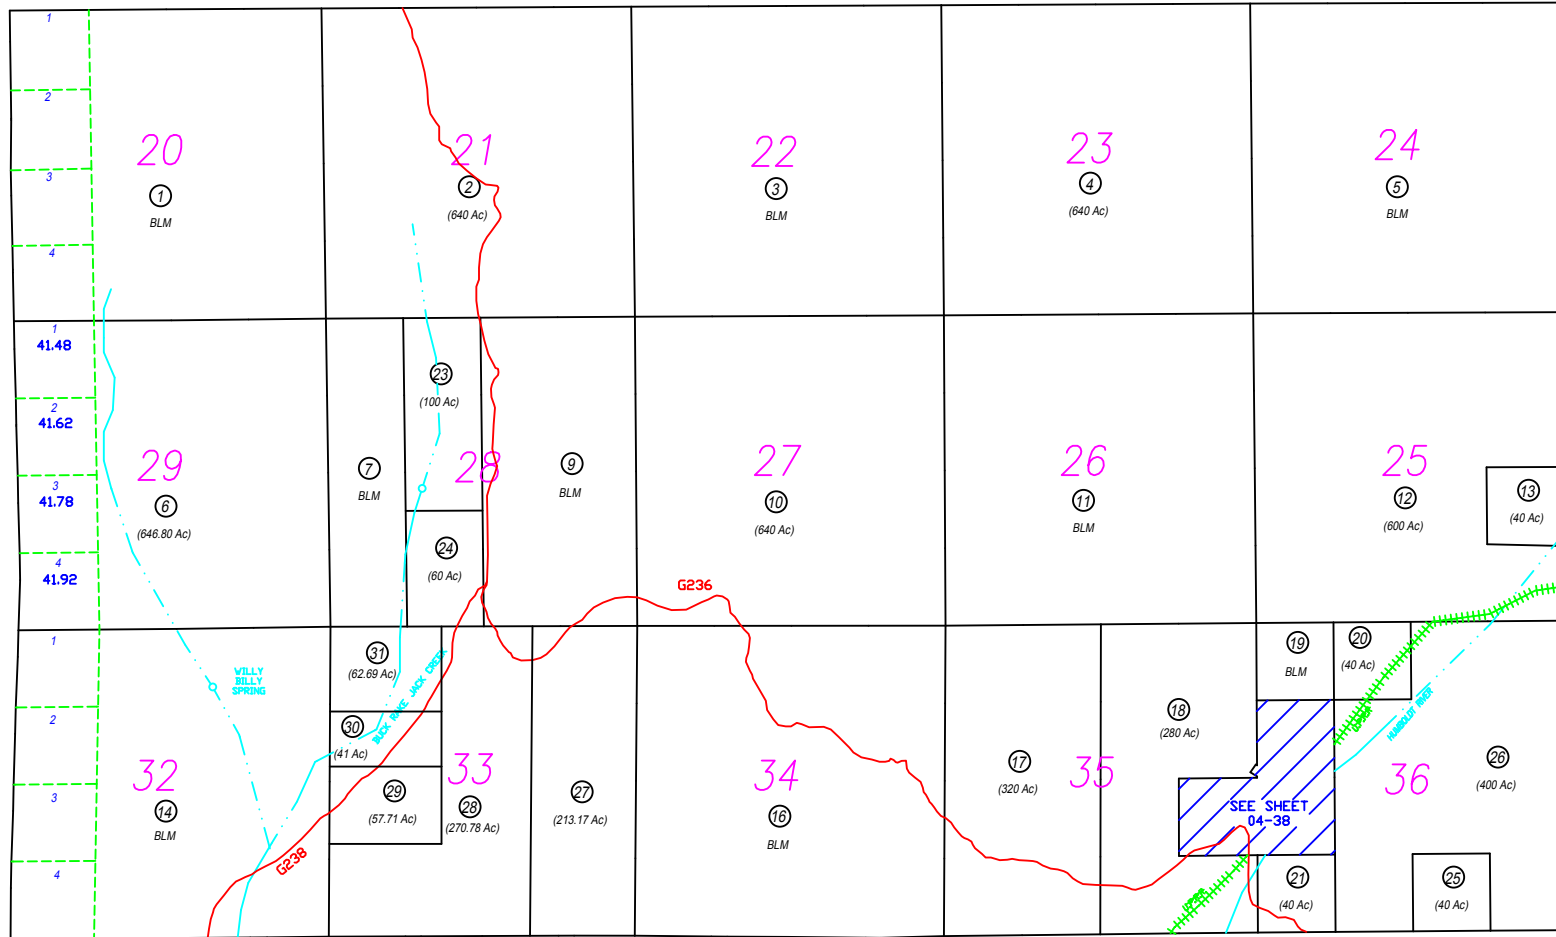 1
2
3
4
20
1
BLM
21
2
(640 Ac)
22
3
BLM
23
4
(640 Ac)
24
5
BLM
1
41.48
2
41.62
3
41.78
4
41.92
29
6
(646.80 Ac)
7
BLM
23
(100 Ac)
28
24
(60 Ac)
9
BLM
27
10
(640 Ac)
26
11
BLM
25
12
(600 Ac)
13
(40 Ac)
G236
1
2
3
4
WILLY
BILLY
SPRING
32
14
BLM
31
(62.69 Ac)
BUCK RAKE JACK CREEK
30
(41 Ac)
29
(57.71 Ac)
33
28
(270.78 Ac)
G238
27
(213.17 Ac)
34
16
BLM
17
(320 Ac)
35
18
(280 Ac)
19
BLM
20
(40 Ac)
HUMBOLDT RIVER
SEE SHEET
04-38
36
26
(400 Ac)
21
(40 Ac)
25
(40 Ac)